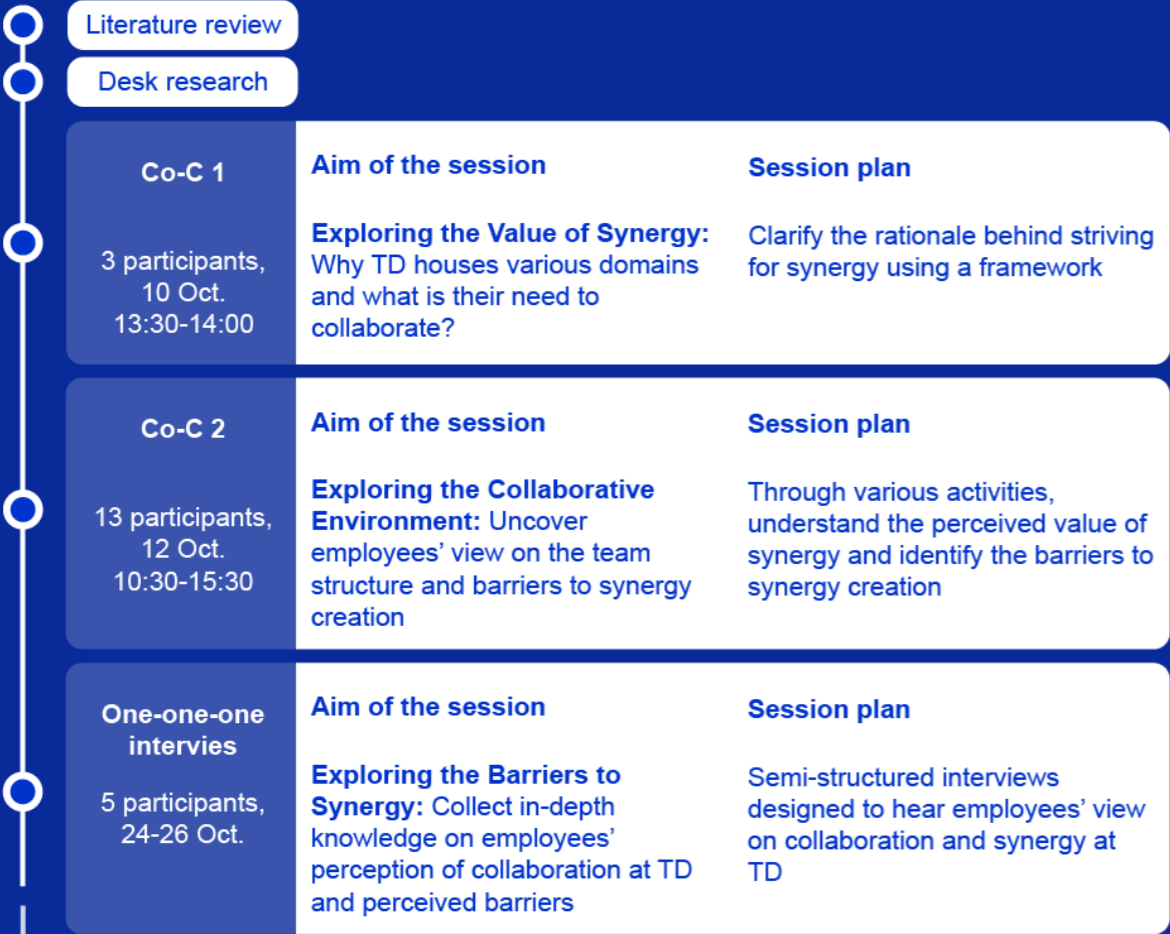 Literature review
Desk research
Co-C 1
3 participants,
10 Oct.
13:30-14:00
Aim of the session
Exploring the Value of Synergy:
Why TD houses various domains
and what is their need to
collaborate?
Session plan
Clarify the rationale behind striving
for synergy using a framework
Co-C 2
13 participants,
12 Oct.
10:30-15:30
Aim of the session
Exploring the Collaborative
Environment: Uncover
employees’ view on the team
structure and barriers to synergy
creation
Session plan
Through various activities,
understand the perceived value of
synergy and identify the barriers to
synergy creation
One-one-one
intervies
5 participants,
24-26 Oct.
Aim of the session
Exploring the Barriers to
Synergy: Collect in-depth
knowledge on employees’
perception of collaboration at TD
and perceived barriers
Session plan
Semi-structured interviews
designed to hear employees’ view
on collaboration and synergy at
TD